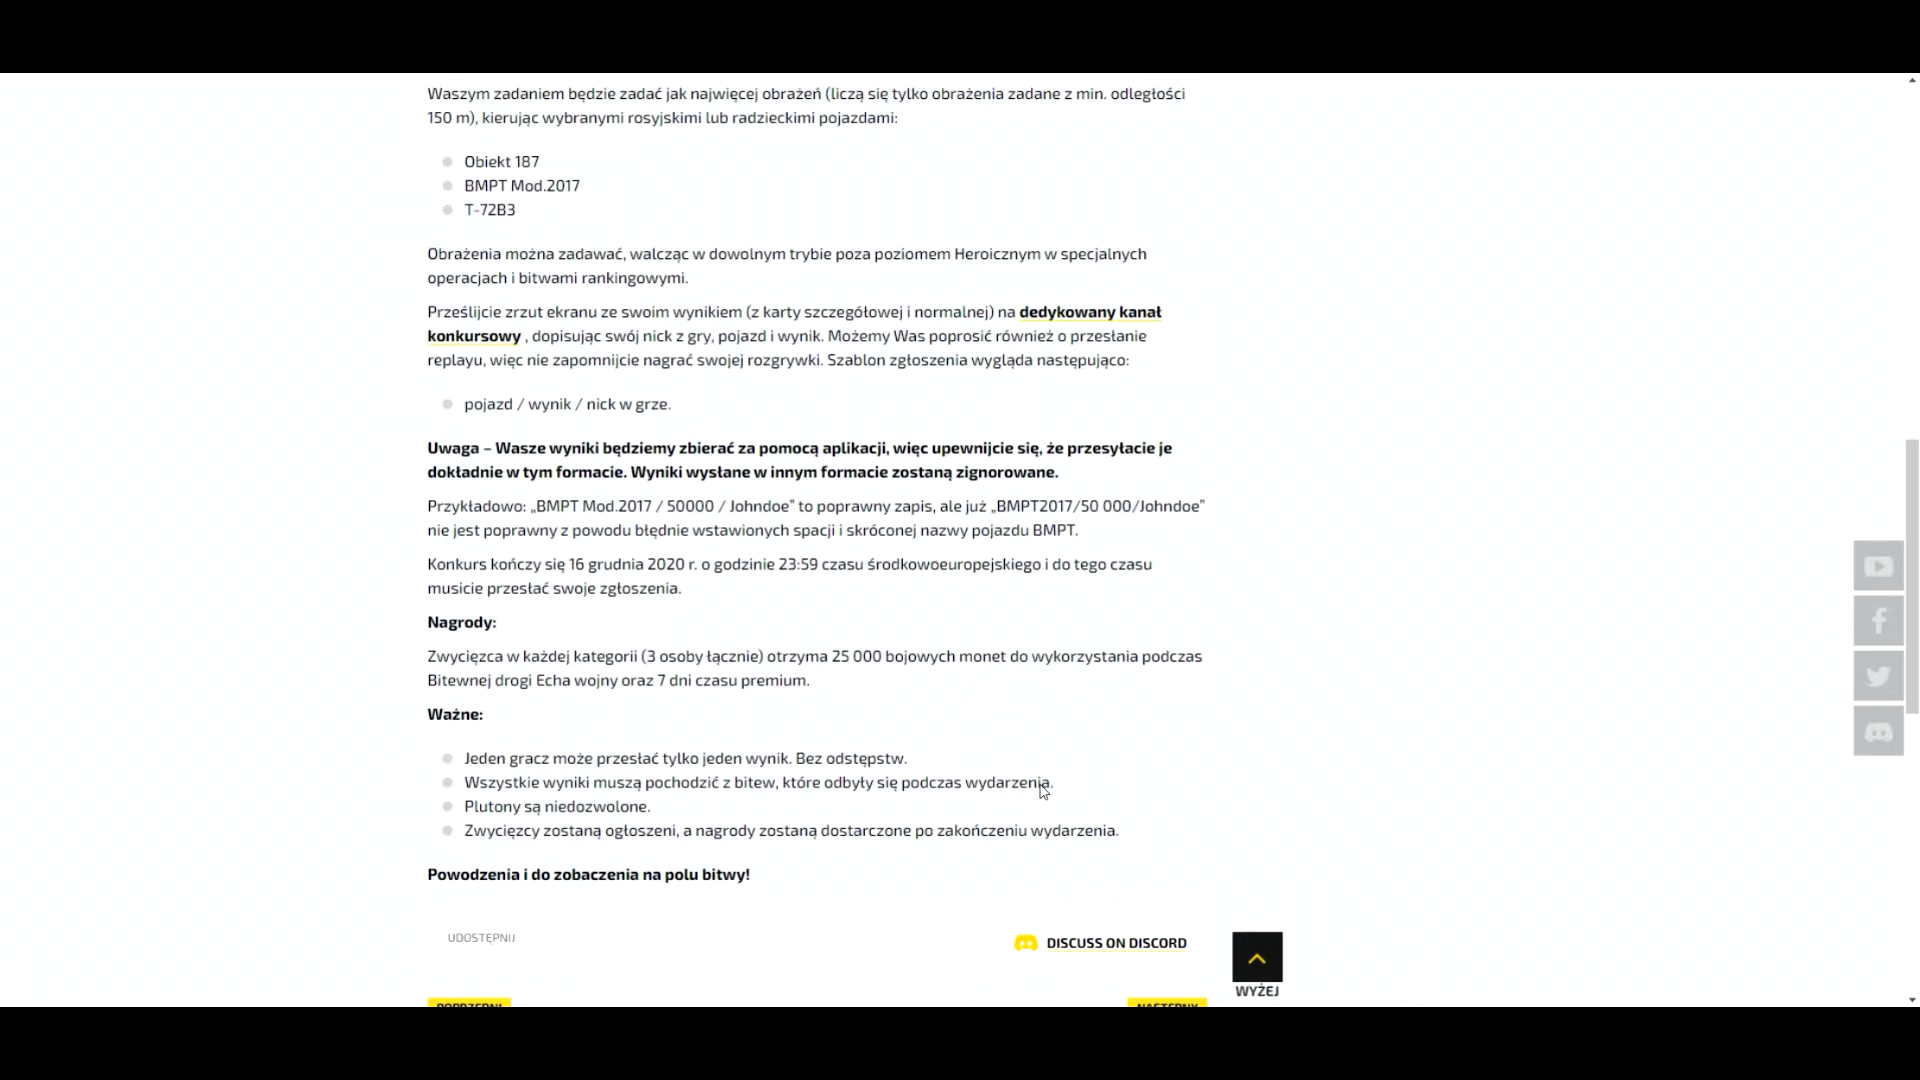 Waszym zadaniem będzie zadać jak najwięcej obrażeń (liczą się tylko obrażenia zadane z min. odległości
150 m), kierując wybranymi rosyjskimi lub radzieckimi pojazdami:
Obiekt 187
BMPT Mod.2017
T-72B3
Obrażenia można zadawać, walcząc w dowolnym trybie poza poziomem Heroicznym w specjalnych
operacjach i bitwami rankingowymi.
Prześlijcie zrzut ekranu ze swoim wynikiem (z karty szczegółowej i normalnej) na dedykowany kanał
konkursowy , dopisując swój nick z gry, pojazd i wynik. Możemy Was poprosić również o przesłanie
replayu, więc nie zapomnijcie nagrać swojej rozgrywki. Szablon zgłoszenia wygląda następująco:
pojazd / wynik / nick w grze.
Uwaga – Wasze wyniki będziemy zbierać za pomocą aplikacji, więc upewnijcie się, że przesyłacie je
dokładnie w tym formacie. Wyniki wysłane w innym formacie zostaną zignorowane.
Przykładowo: „BMPT Mod.2017 / 50000 / Johndoe” to poprawny zapis, ale już „BMPT2017/50 000/Johndoe”
nie jest poprawny z powodu błędnie wstawionych spacji i skróconej nazwy pojazdu BMPT.
Konkurs kończy się 16 grudnia 2020 r. o godzinie 23:59 czasu środkowoeuropejskiego i do tego czasu
musicie przesłać swoje zgłoszenia.
Nagrody:
Zwycięzca w każdej kategorii (3 osoby łącznie) otrzyma 25 000 bojowych monet do wykorzystania podczas
Bitewnej drogi Echa wojny oraz 7 dni czasu premium.
Ważne:
Jeden gracz może przesłać tylko jeden wynik. Bez odstępstw.
Wszystkie wyniki muszą pochodzić z bitew, które odbyły się podczas wydarzenia.
Plutony są niedozwolone.
Zwycięzcy zostaną ogłoszeni, a nagrody zostaną dostarczone po zakończeniu wydarzenia.
Powodzenia i do zobaczenia na polu bitwy!
UDOSTĘPNIJ
DISCUSS ON DISCORD
WYŻEJ
POPRZEDNI
NASTĘPNY